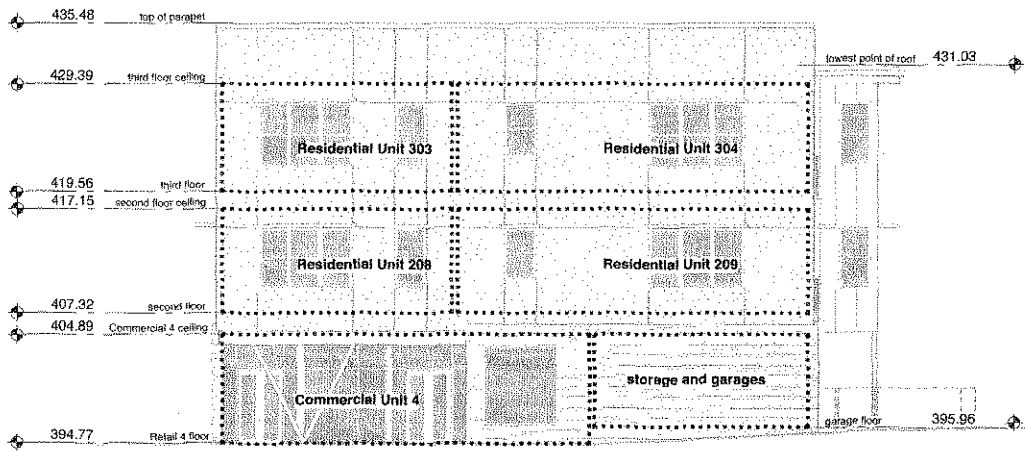 435.48 top of parapet
lowest point of roof 431.03
429.39 third floor ceiling
Residential Unit 303 Residential Unit 304
419.56 third floor
417.15 second floor ceiling
Residential Unit 208 Residential Unit 209
407.32 second floor
404.89 Commercial 4 ceiling
storage and garages
Commercial Unit 4
garage floor 395.96
394.77 Retail 4 floor